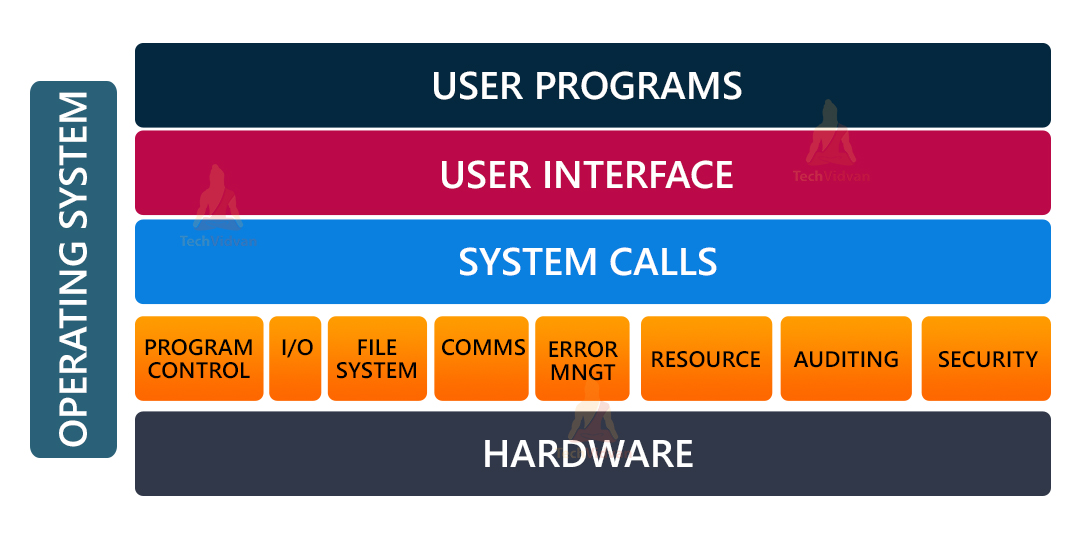 OPERATING SYSTEM
USER PROGRAMS
USER INTERFACE
TechVidvan
TechVidvan
SYSTEM CALLS
PROGRAM
CONTROL
I/O
FILE
SYSTEM
COMMS
ERROR
MNGT
RESOURCE
AUDITING
SECURITY
HARDWARE